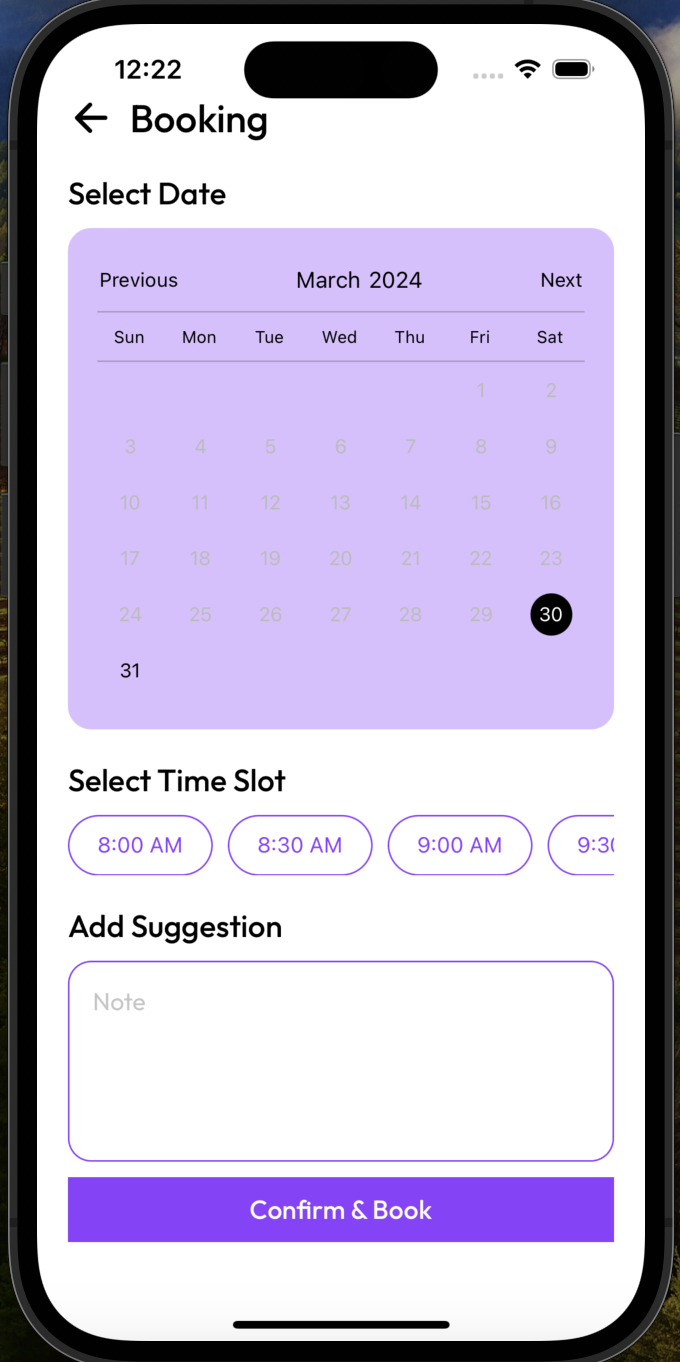 12:22
Booking
Select Date
Previous March 2024 Next
Sun Mon Tue Wed Thu Fri Sat
1 2
3 4 5 6 7 8 9
10 11 12 13 14 15 16
17 18 19 20 21 22 23
24 25 26 27 28 29 30
31
Select Time Slot
8:00 AM 8:30 AM 9:00 AM
Add Suggestion
Note
Confirm & Book